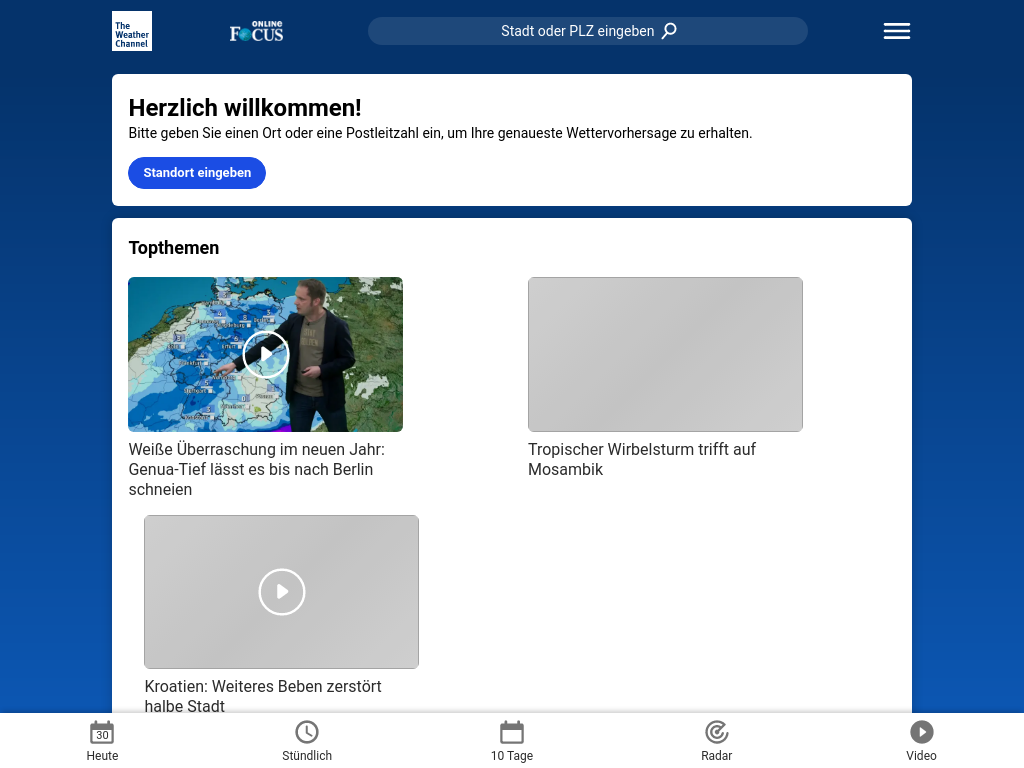 The
Weather
Channel
ONLINE
FOCUS
Stadt oder PLZ eingeben
Herzlich willkommen!
Bitte geben Sie einen Ort oder eine Postleitzahl ein, um Ihre genaueste Wettervorhersage zu erhalten.
Standort eingeben
Topthemen
Weiße Überraschung im neuen Jahr:
Genua-Tief lässt es bis nach Berlin
schneien
Tropischer Wirbelsturm trifft auf
Mosambik
Kroatien: Weiteres Beben zerstört
halbe Stadt
30
Heute
Stündlich
10 Tage
Radar
Video